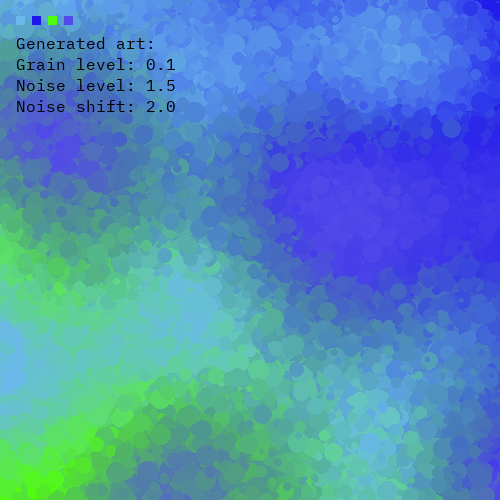 Generated art:
Grain level: 0.1
Noise level: 1.5
Noise shift: 2.0